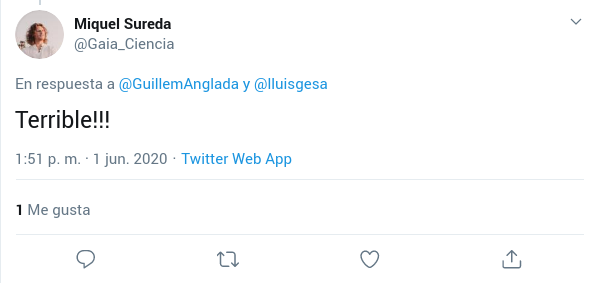 Miquel Sureda
@Gaia_Ciencia
En respuesta a @GuillemAnglada y @lluisgesa
Terrible!!!
1:51 p. m. · 1 jun. 2020 · Twitter Web App
1 Me gusta